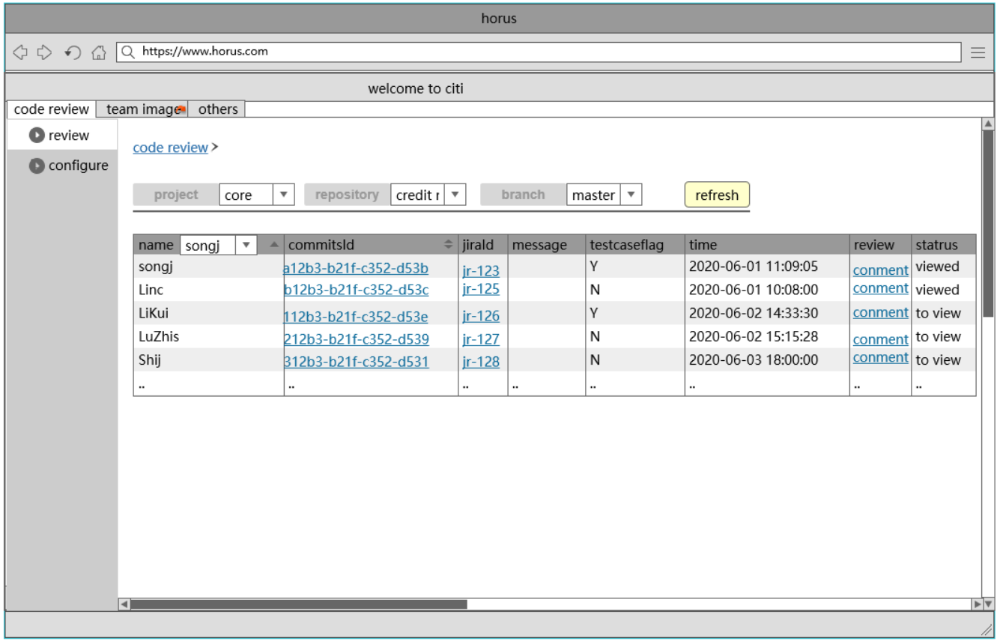 horus
https://www.horus.com
welcome to citi
code review team image others
review
configure
code review >
project core repository credit r branch master refresh
name songj commitsId jiraId message testcaseflag time review statrus
songj a12b3-b21f-c352-d53b jr-123 Y 2020-06-01 11:09:05 conment viewed
Linc b12b3-b21f-c352-d53c jr-125 N 2020-06-01 10:08:00 conment viewed
LiKui 112b3-b21f-c352-d53e jr-126 Y 2020-06-02 14:33:30 conment to view
LuZhis 212b3-b21f-c352-d539 jr-127 N 2020-06-02 15:15:28 conment to view
Shij 312b3-b21f-c352-d531 jr-128 N 2020-06-03 18:00:00 conment to view
.. .. .. .. .. .. .. ..